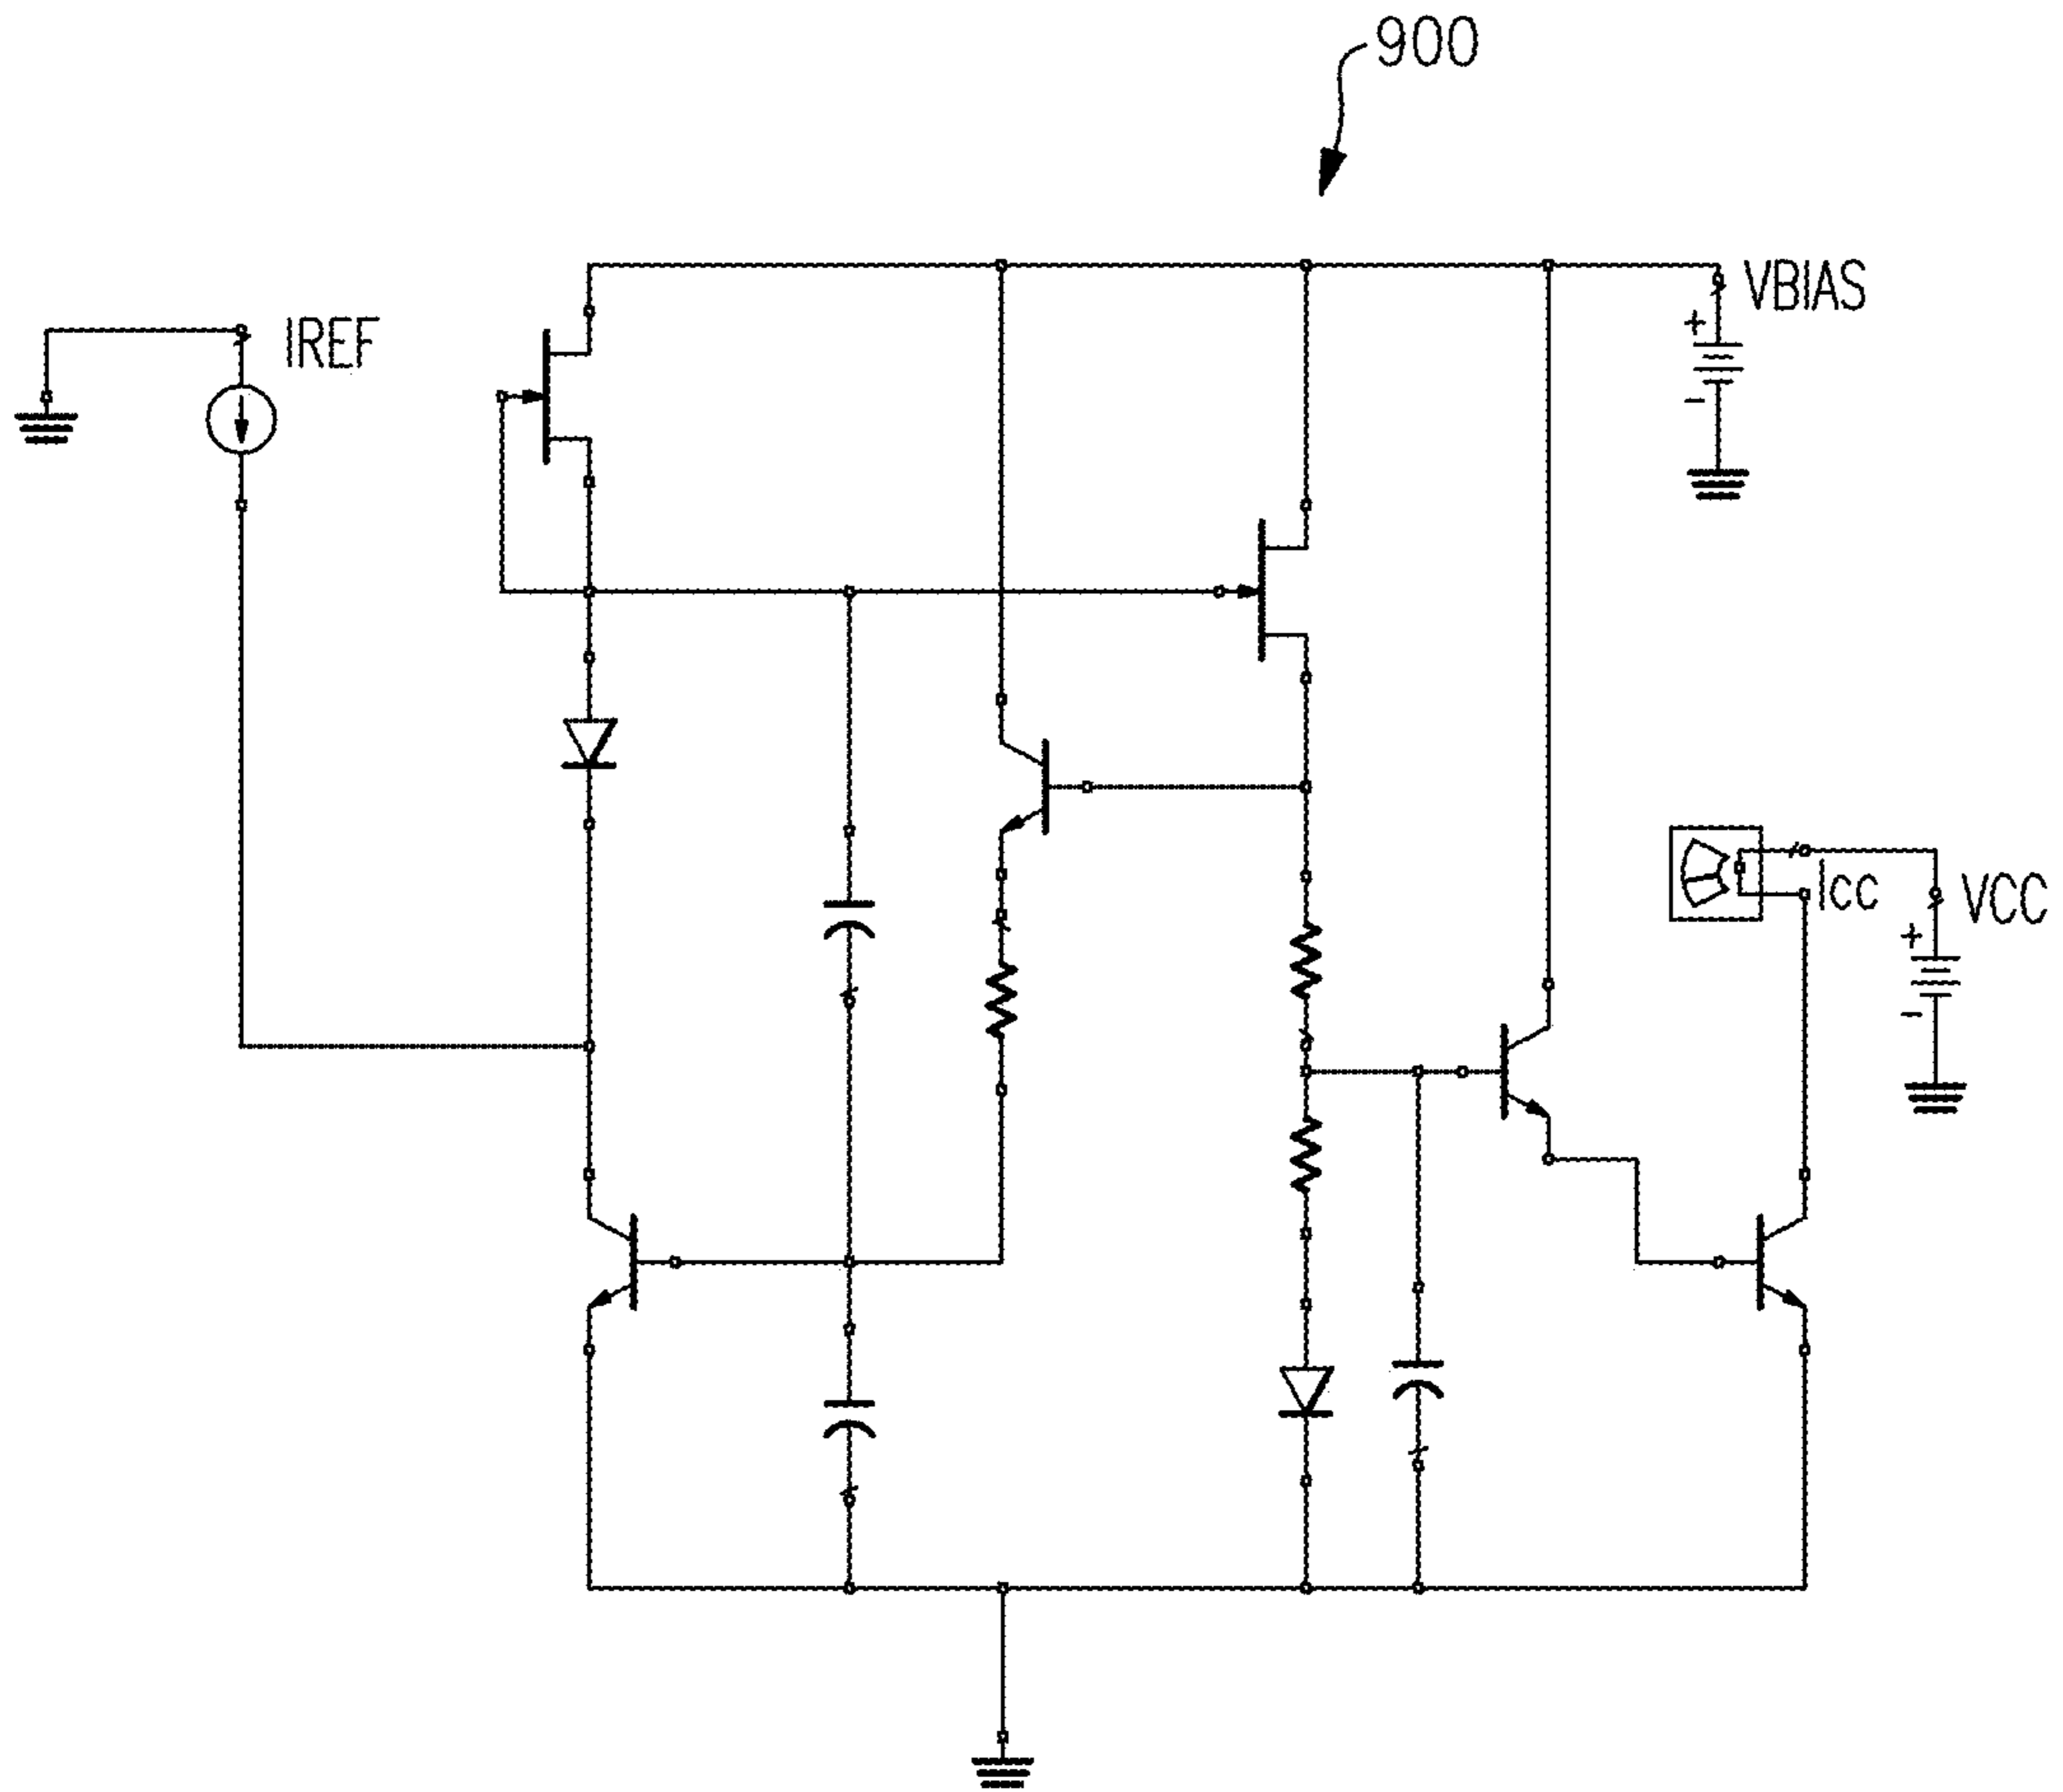 900
VBIAS
+
-
IREF
ICC
VCC
+
-